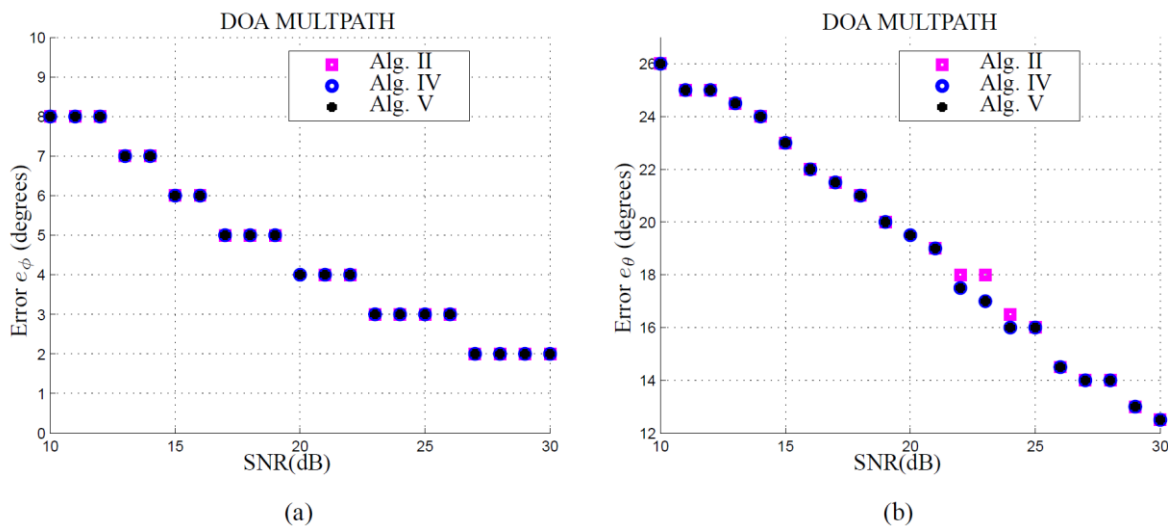 DOA MULTPATH
10
9
8
7
6
5
4
3
2
1
0
Error e_ϕ (degrees)
Alg. II
Alg. IV
Alg. V
10 15 20 25 30
SNR(dB)
(a)
DOA MULTPATH
26
24
22
20
18
16
14
12
Error e_θ (degrees)
Alg. II
Alg. IV
Alg. V
10 15 20 25 30
SNR(dB)
(b)